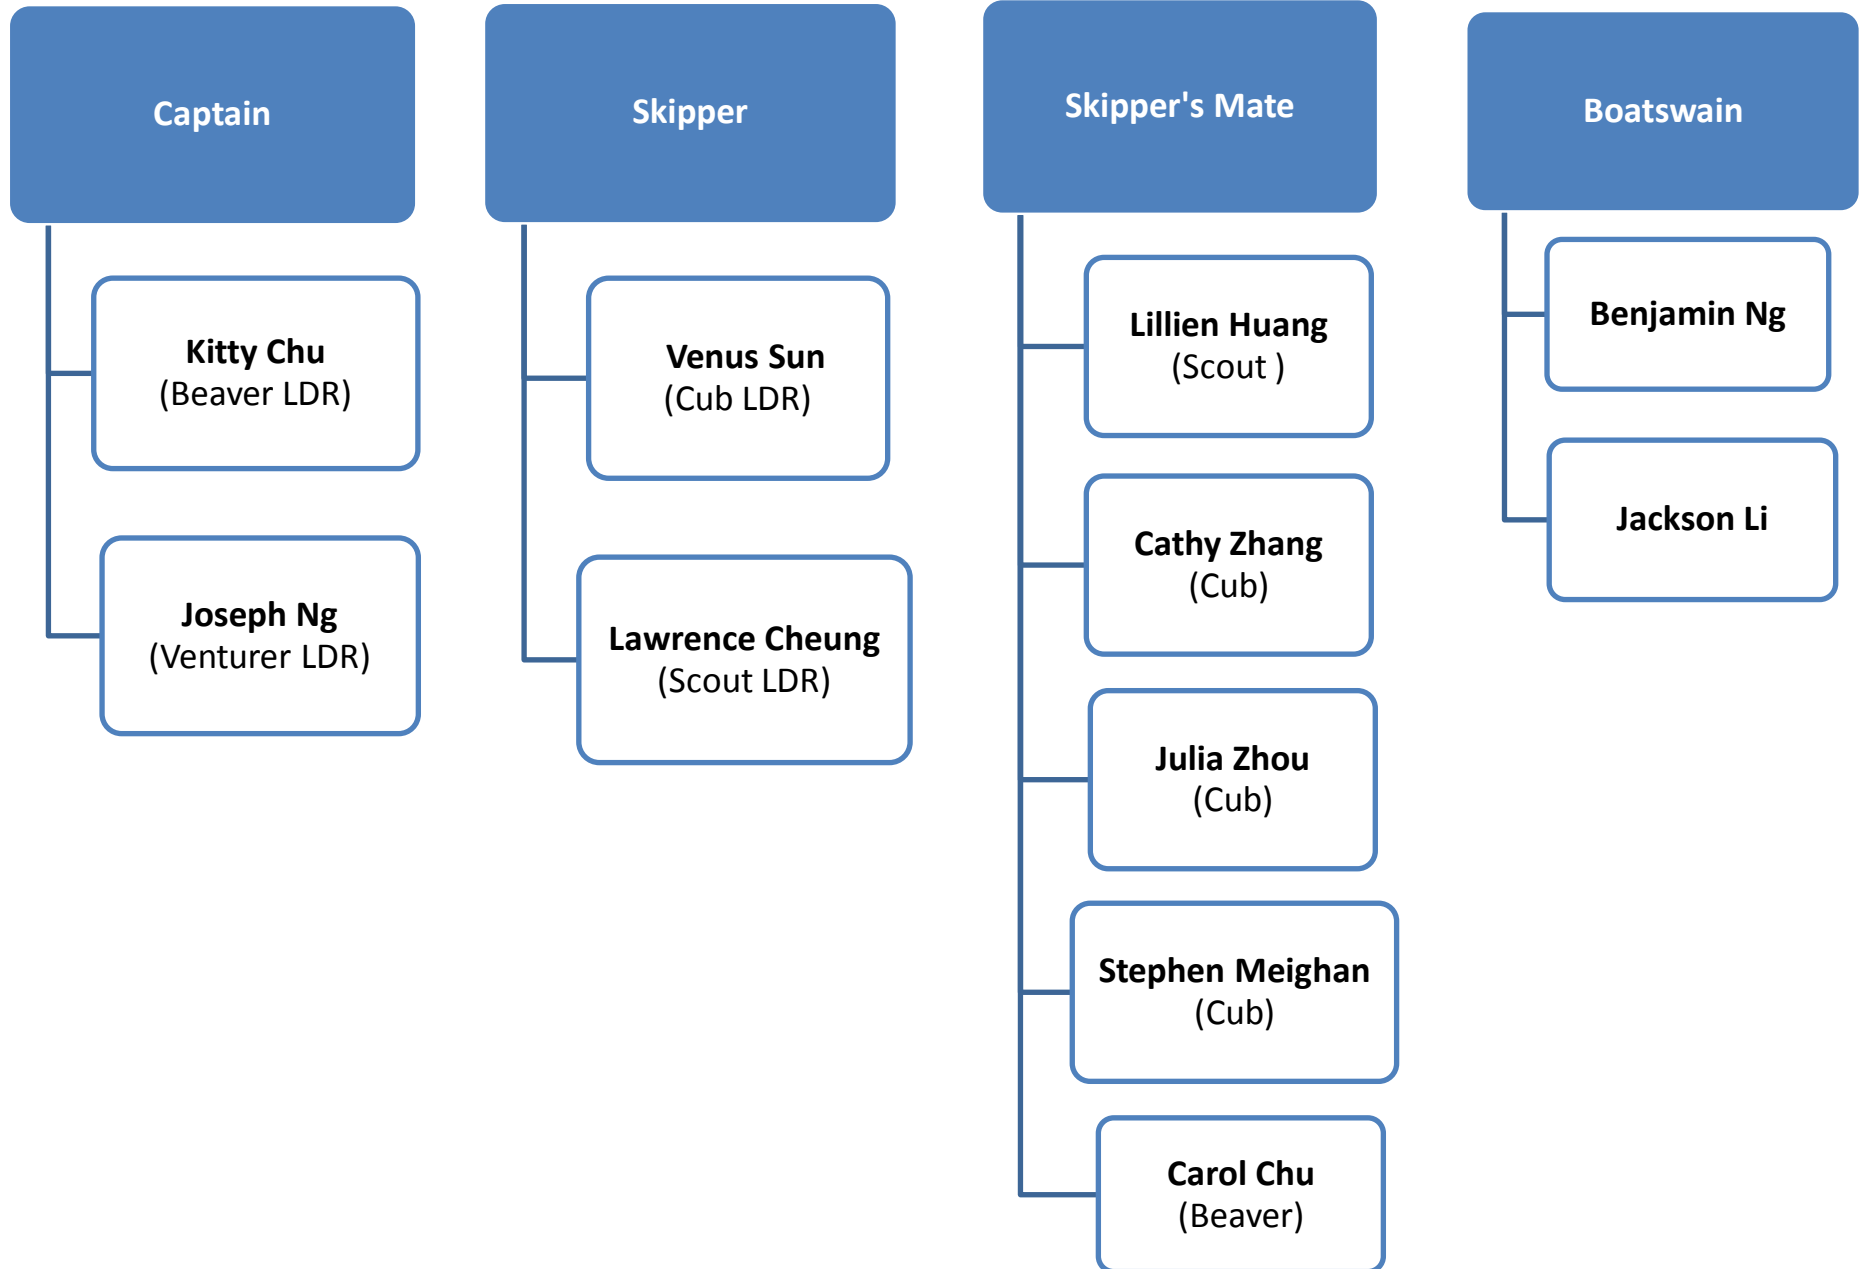 Captain
Kitty Chu
(Beaver LDR)
Joseph Ng
(Venturer LDR)
Skipper
Venus Sun
(Cub LDR)
Lawrence Cheung
(Scout LDR)
Skipper's Mate
Lillien Huang
(Scout )
Cathy Zhang
(Cub)
Julia Zhou
(Cub)
Stephen Meighan
(Cub)
Carol Chu
(Beaver)
Boatswain
Benjamin Ng
Jackson Li